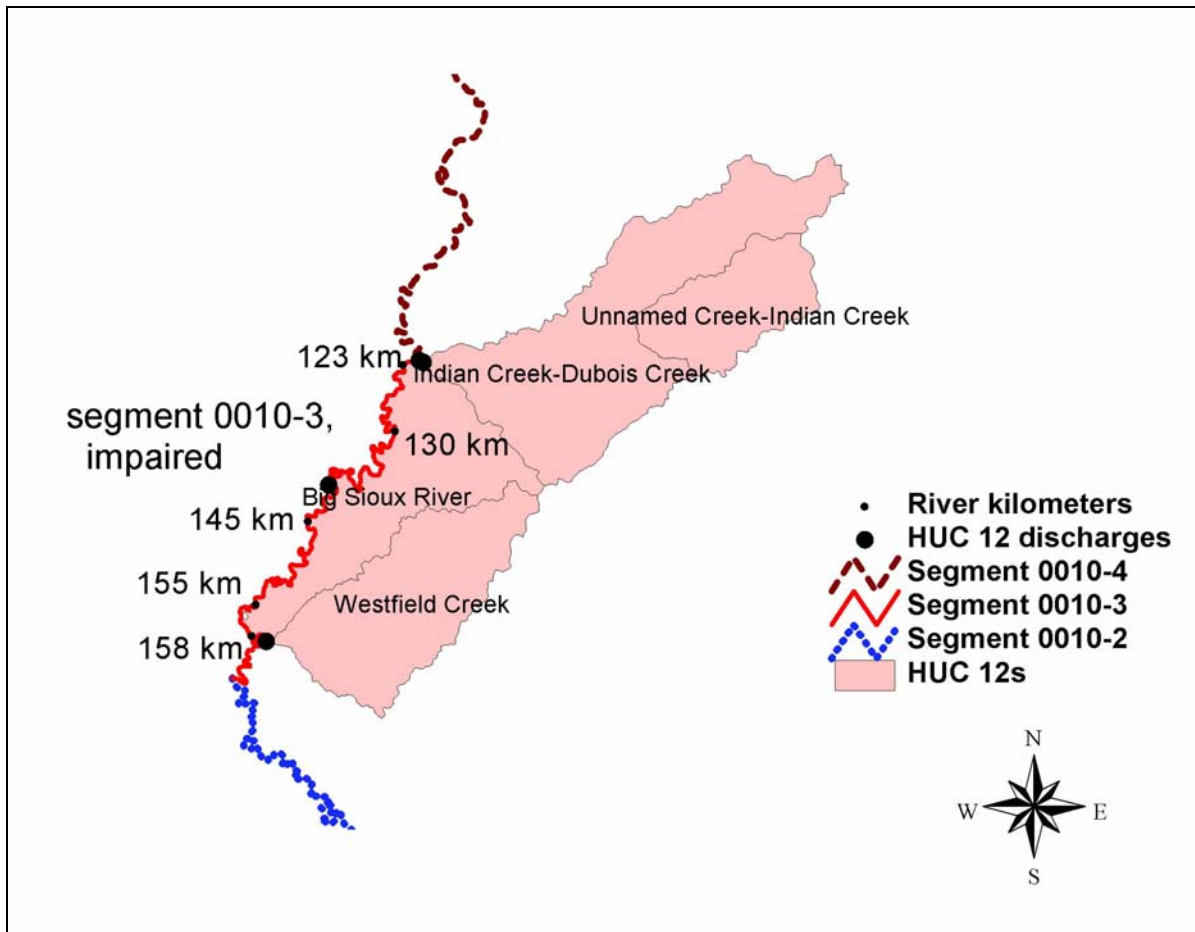 Unnamed Creek-Indian Creek
123 km
Indian Creek-Dubois Creek
segment 0010-3,
impaired
130 km
Big Sioux River
145 km
155 km
Westfield Creek
158 km
River kilometers
HUC 12 discharges
Segment 0010-4
Segment 0010-3
Segment 0010-2
HUC 12s
N
W
E
S